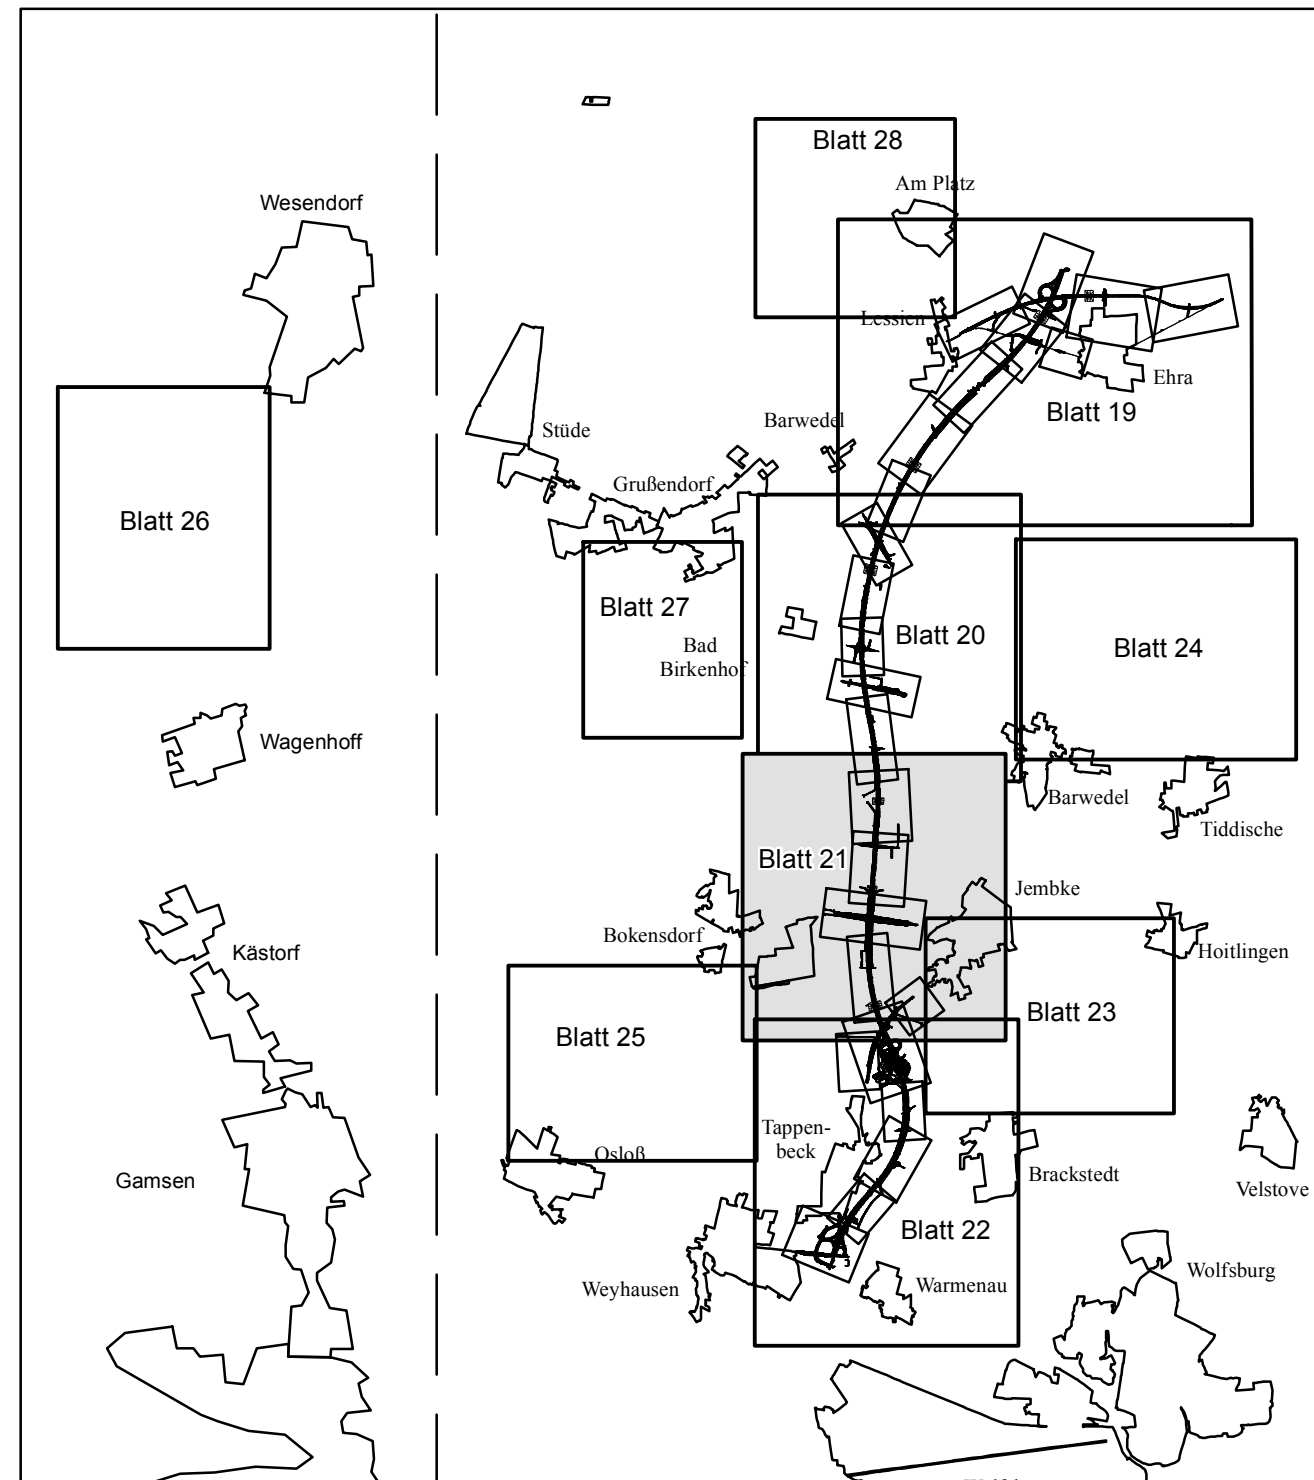 Blatt 28
Am Platz
Wesendorf
Lessien
Ehra
Blatt 19
Barwedel
Stüde
Grußendorf
Blatt 26
Blatt 27
Blatt 20
Bad
Birkenhof
Blatt 24
Wagenhoff
Barwedel
Tiddische
Blatt 21
Jembke
Bokensdorf
Kästorf
Hoitlingen
Blatt 23
Blatt 25
Tappen-
beck
Osloß
Gamsen
Brackstedt
Velstove
Blatt 22
Wolfsburg
Weyhausen
Warmenau